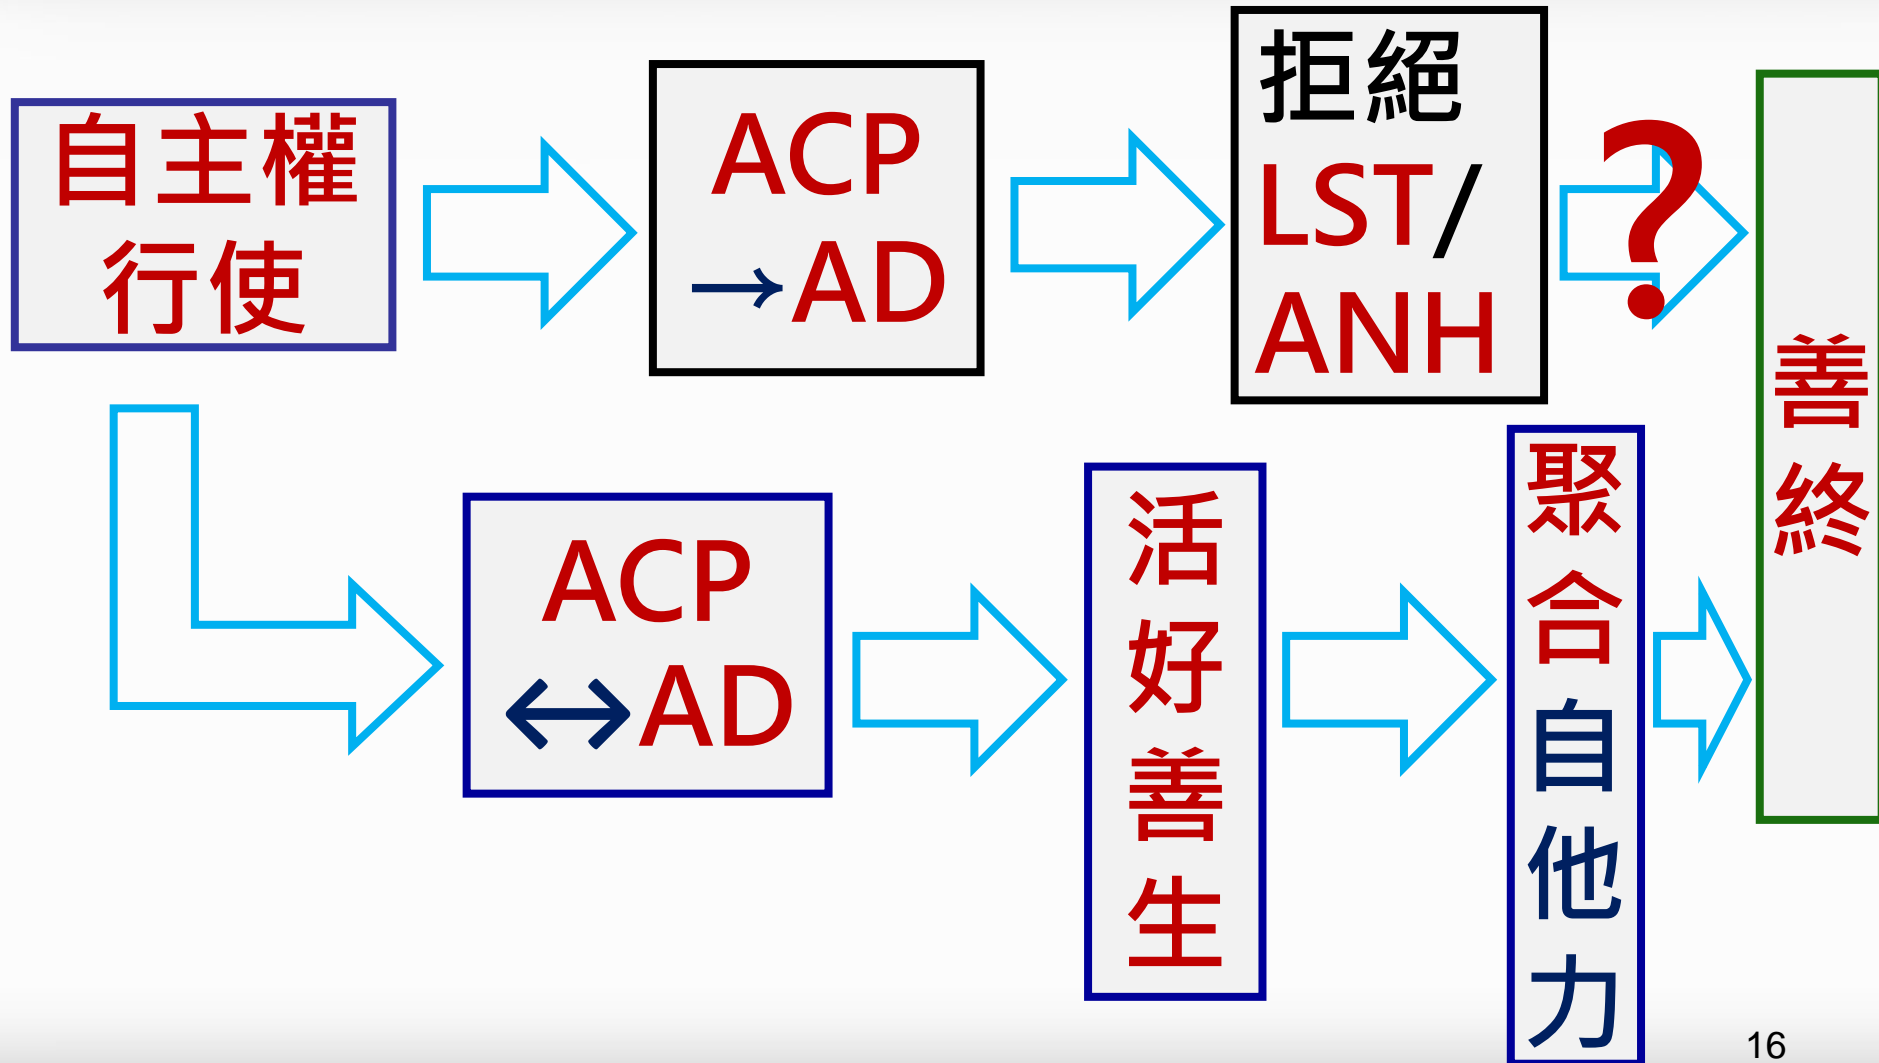 自主權
行使
ACP
→AD
拒絕
LST/
ANH
?
善終
ACP
↔AD
活好善生
聚合自他力
16